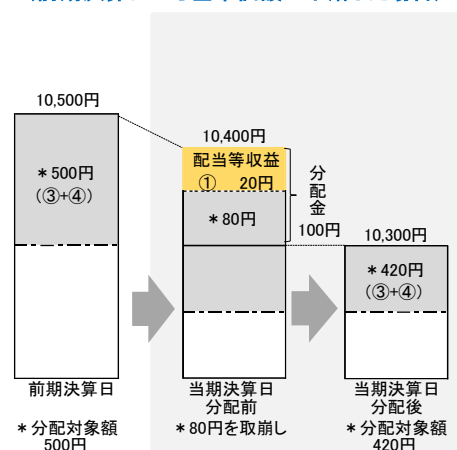 10,500円
10,400円
配当等収益
① 20円
*500円
(③+④)
*80円
分配金
100円
10,300円
*420円
(③+④)
前期決算日
当期決算日
分配前
当期決算日
分配後
*分配対象額
500円
*80円を取崩し
*分配対象額
420円